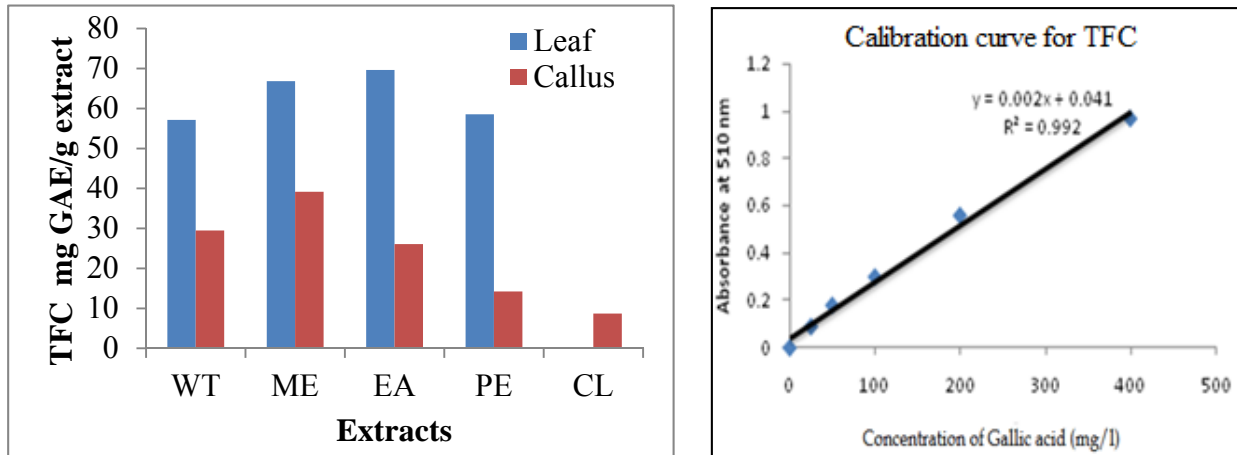 TFC mg GAE/g extract
80
70
60
50
40
30
20
10
0
Leaf
Callus
WT ME EA PE CL
Extracts
Calibration curve for TFC
Absorbance at 510 nm
1.2
1
0.8
0.6
0.4
0.2
0
y = 0.002x + 0.041
R² = 0.992
0 100 200 300 400 500
Concentration of Gallic acid (mg/l)